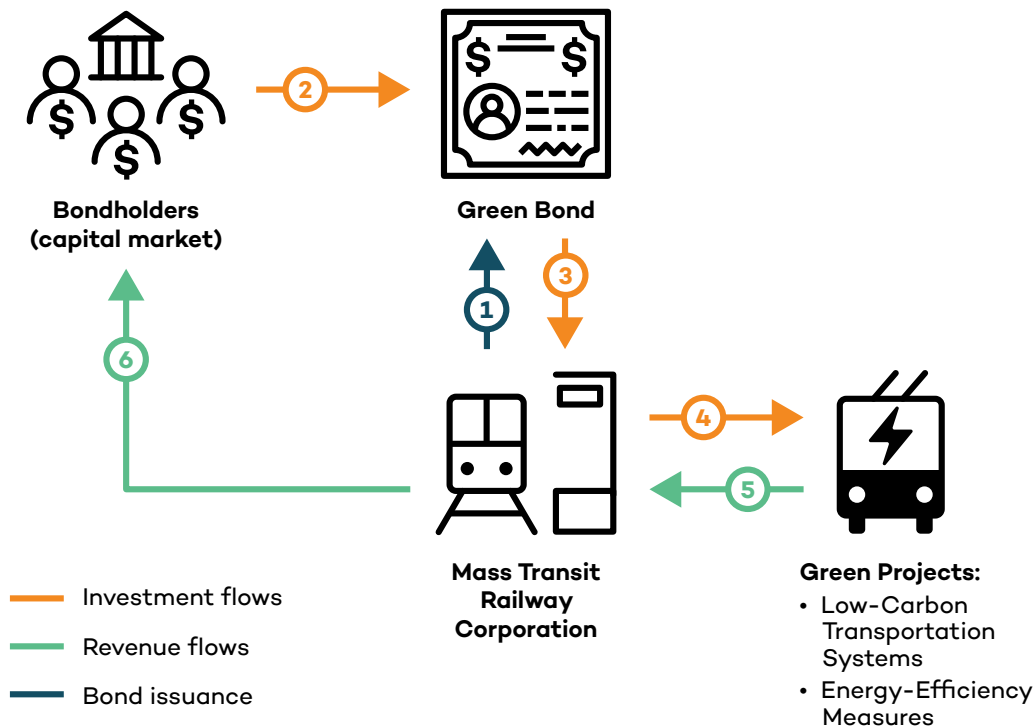 $ $ $
2
$ $
Bondholders
(capital market)
Green Bond
1
3
6
4
5
Mass Transit
Railway
Corporation
Green Projects:
• Low-Carbon
Transportation
Systems
• Energy-Efficiency
Measures
Investment flows
Revenue flows
Bond issuance